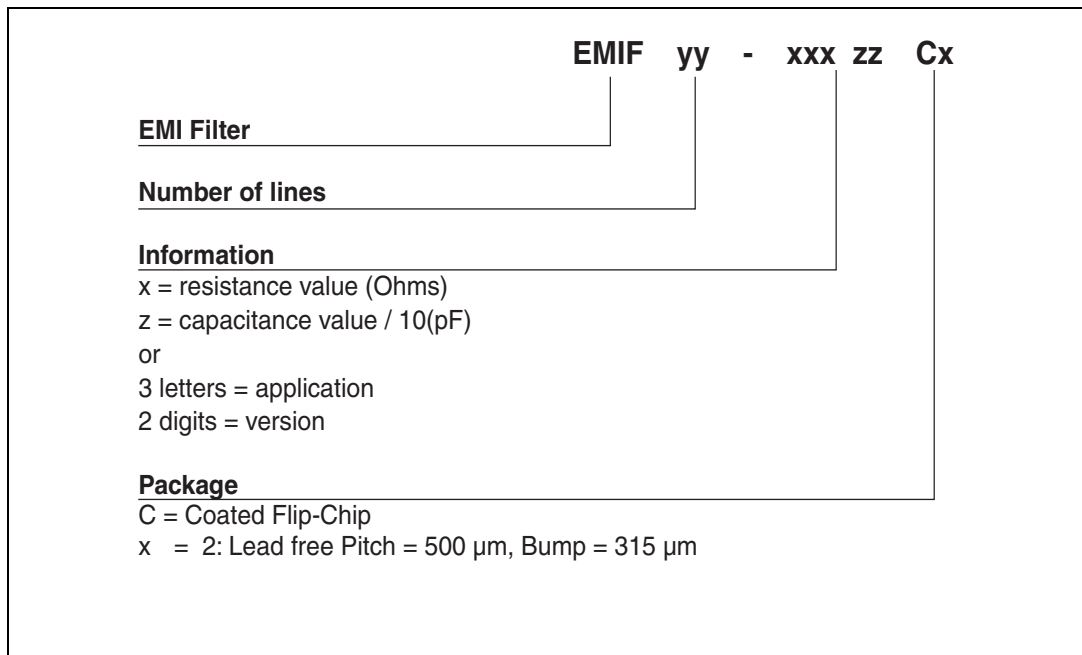 EMIF yy - xxx zz Cx
EMI Filter
Number of lines
Information
x = resistance value (Ohms)
z = capacitance value / 10(pF)
or
3 letters = application
2 digits = version
Package
C = Coated Flip-Chip
x = 2: Lead free Pitch = 500 µm, Bump = 315 µm